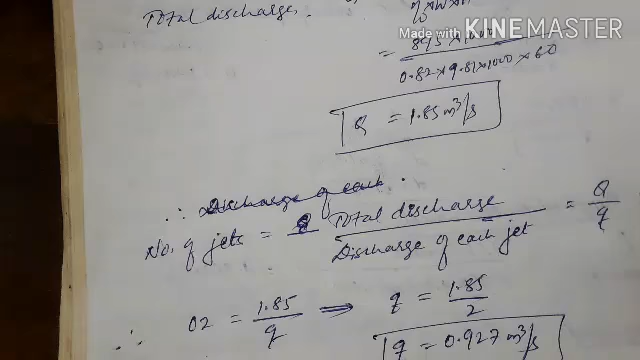 Made with KINEMASTER
Total discharge,
= 895 × 1000
0.82 × 9.81 × 1000 × 60
Q = 1.85 m³/s
∴ Discharge of each.
No. of jets = Total discharge / Discharge of each jet = Q/q
∴ 02 = 1.85/q ⇒ q = 1.85/2
q = 0.927 m³/s